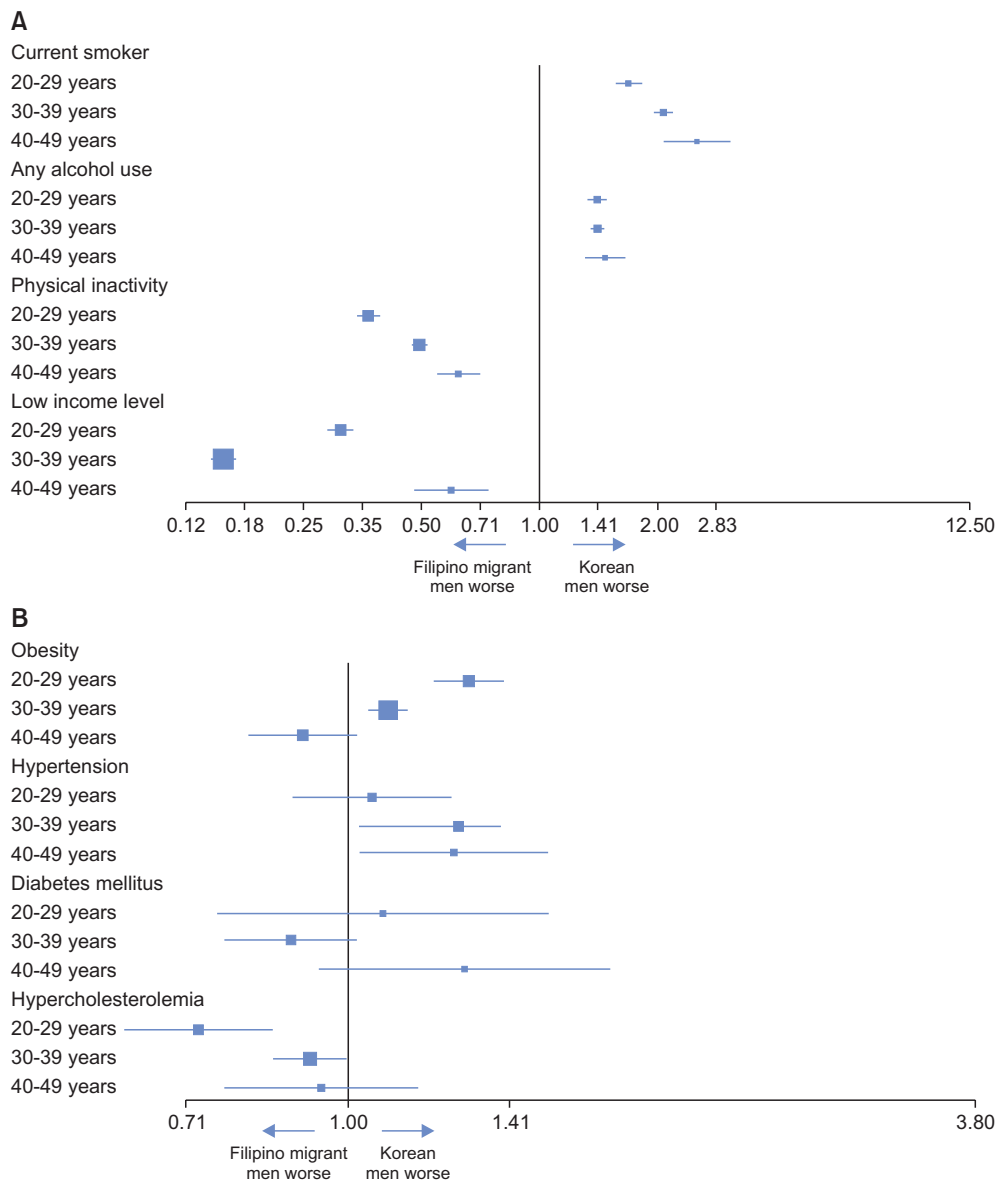 A
Current smoker
20-29 years
30-39 years
40-49 years
Any alcohol use
20-29 years
30-39 years
40-49 years
Physical inactivity
20-29 years
30-39 years
40-49 years
Low income level
20-29 years
30-39 years
40-49 years
0.12 0.18 0.25 0.35 0.50 0.71 1.00 1.41 2.00 2.83 12.50
Filipino migrant Korean
men worse men worse
B
Obesity
20-29 years
30-39 years
40-49 years
Hypertension
20-29 years
30-39 years
40-49 years
Diabetes mellitus
20-29 years
30-39 years
40-49 years
Hypercholesterolemia
20-29 years
30-39 years
40-49 years
0.71 1.00 1.41 3.80
Filipino migrant Korean
men worse men worse